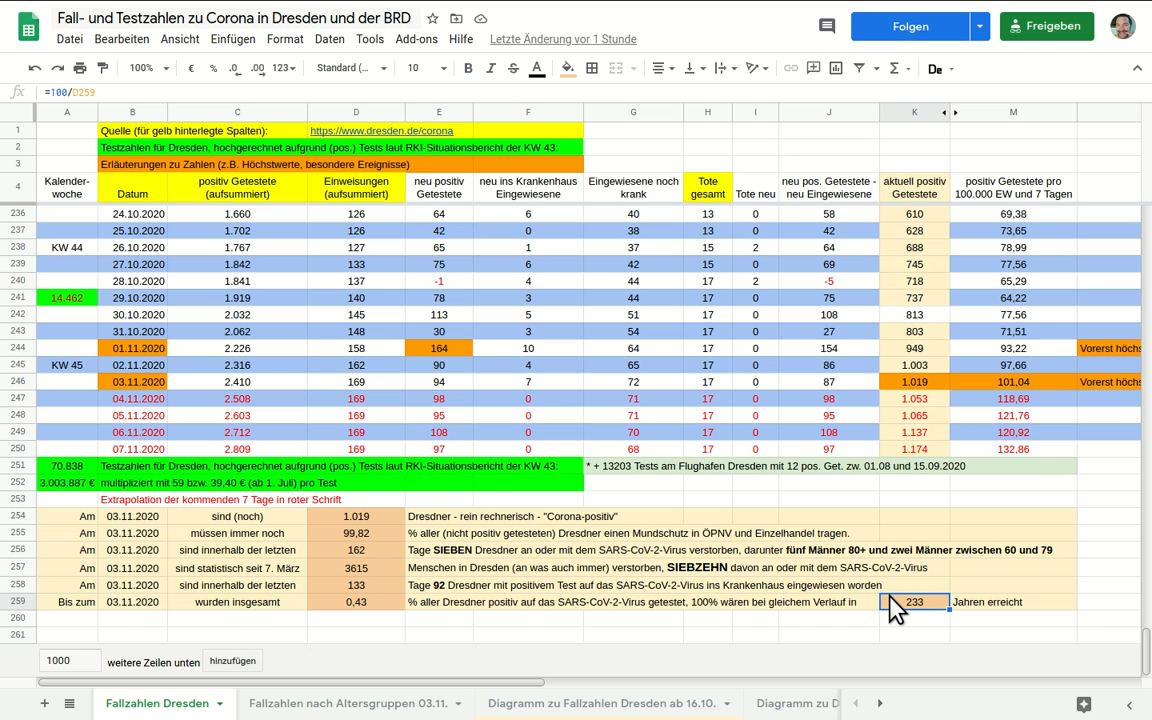 Fall- und Testzahlen zu Corona in Dresden und der BRD
Folgen
Freigeben
Datei Bearbeiten Ansicht Einfügen Format Daten Tools Add-ons Hilfe Letzte Änderung vor 1 Stunde
100% € % .0 .00 123 Standard (... 10 B I S A Σ De
fx =100/D259
A B C D E F G H I J K M
1 Quelle (für gelb hinterlegte Spalten): https://www.dresden.de/corona
2 Testzahlen für Dresden, hochgerechnet aufgrund (pos.) Tests laut RKI-Situationsbericht der KW 43:
3 Erläuterungen zu Zahlen (z.B. Höchstwerte, besondere Ereignisse)
Kalender- positiv Getestete Einweisungen neu positiv neu ins Krankenhaus Eingewiesene noch Tote neu pos. Getestete - aktuell positiv positiv Getestete pro
4 woche Datum (aufsummiert) (aufsummiert) Getestete Eingewiesene krank gesamt Tote neu neu Eingewiesene Getestete 100.000 EW und 7 Tagen
236 24.10.2020 1.660 126 64 6 40 13 0 58 610 69,38
237 25.10.2020 1.702 126 42 0 38 13 0 42 628 73,65
238 KW 44 26.10.2020 1.767 127 65 1 37 15 2 64 688 78,99
239 27.10.2020 1.842 133 75 6 42 15 0 69 745 77,56
240 28.10.2020 1.841 137 -1 4 44 17 2 -5 718 65,29
241 14.462 29.10.2020 1.919 140 78 3 44 17 0 75 737 64,22
242 30.10.2020 2.032 145 113 5 51 17 0 108 813 77,56
243 31.10.2020 2.062 148 30 3 54 17 0 27 803 71,51
244 01.11.2020 2.226 158 164 10 64 17 0 154 949 93,22 Vorerst höchs
245 KW 45 02.11.2020 2.316 162 90 4 65 17 0 86 1.003 97,66
246 03.11.2020 2.410 169 94 7 72 17 0 87 1.019 101,04 Vorerst höchs
247 04.11.2020 2.508 169 98 0 71 17 0 98 1.053 118,69
248 05.11.2020 2.603 169 95 0 71 17 0 95 1.065 121,76
249 06.11.2020 2.712 169 108 0 70 17 0 108 1.137 120,92
250 07.11.2020 2.809 169 97 0 68 17 0 97 1.174 132,86
251 70.838 Testzahlen für Dresden, hochgerechnet aufgrund (pos.) Tests laut RKI-Situationsbericht der KW 43: * + 13203 Tests am Flughafen Dresden mit 12 pos. Get. zw. 01.08 und 15.09.2020
252 3.003.887 € multipliziert mit 59 bzw. 39,40 € (ab 1. Juli) pro Test
253 Extrapolation der kommenden 7 Tage in roter Schrift
254 Am 03.11.2020 sind (noch) 1.019 Dresdner - rein rechnerisch - "Corona-positiv"
255 Am 03.11.2020 müssen immer noch 99,82 % aller (nicht positiv getesteten) Dresdner einen Mundschutz in ÖPNV und Einzelhandel tragen.
256 Am 03.11.2020 sind innerhalb der letzten 162 Tage SIEBEN Dresdner an oder mit dem SARS-CoV-2-Virus verstorben, darunter fünf Männer 80+ und zwei Männer zwischen 60 und 79
257 Am 03.11.2020 sind statistisch seit 7. März 3615 Menschen in Dresden (an was auch immer) verstorben, SIEBZEHN davon an oder mit dem SARS-CoV-2-Virus
258 Am 03.11.2020 sind innerhalb der letzten 133 Tage 92 Dresdner mit positivem Test auf das SARS-CoV-2-Virus ins Krankenhaus eingewiesen worden
259 Bis zum 03.11.2020 wurden insgesamt 0,43 % aller Dresdner positiv auf das SARS-CoV-2-Virus getestet, 100% wären bei gleichem Verlauf in 233 Jahren erreicht
260
261
1000 weitere Zeilen unten hinzufügen
Fallzahlen Dresden Fallzahlen nach Altersgruppen 03.11. Diagramm zu Fallzahlen Dresden ab 16.10. Diagramm zu D